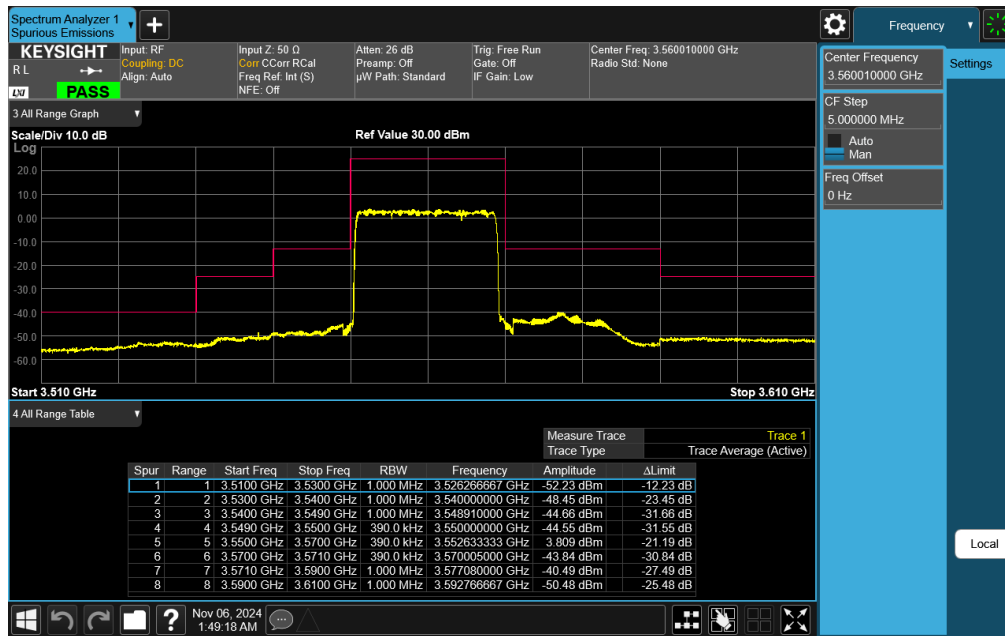 Spectrum Analyzer 1
Spurious Emissions
Frequency
KEYSIGHT
R L
LXI
PASS
Input: RF
Coupling: DC
Align: Auto
Input Z: 50 Ω
Corr CCorr RCal
Freq Ref: Int (S)
NFE: Off
Atten: 26 dB
Preamp: Off
µW Path: Standard
Trig: Free Run
Gate: Off
IF Gain: Low
Center Freq: 3.560010000 GHz
Radio Std: None
Center Frequency
3.560010000 GHz
Settings
CF Step
5.000000 MHz
Auto
Man
Freq Offset
0 Hz
Local
3 All Range Graph
Scale/Div 10.0 dB
Ref Value 30.00 dBm
Log
20.0
10.0
0.00
-10.0
-20.0
-30.0
-40.0
-50.0
-60.0
Start 3.510 GHz
Stop 3.610 GHz
4 All Range Table
Measure Trace Trace 1
Trace Type Trace Average (Active)
Spur Range Start Freq Stop Freq RBW Frequency Amplitude ΔLimit
1 1 3.5100 GHz 3.5300 GHz 1.000 MHz 3.526266667 GHz -52.23 dBm -12.23 dB
2 2 3.5300 GHz 3.5400 GHz 1.000 MHz 3.540000000 GHz -48.45 dBm -23.45 dB
3 3 3.5400 GHz 3.5490 GHz 1.000 MHz 3.548910000 GHz -44.66 dBm -31.66 dB
4 4 3.5490 GHz 3.5500 GHz 390.0 kHz 3.550000000 GHz -44.55 dBm -31.55 dB
5 5 3.5500 GHz 3.5700 GHz 390.0 kHz 3.552633333 GHz 3.809 dBm -21.19 dB
6 6 3.5700 GHz 3.5710 GHz 390.0 kHz 3.570005000 GHz -43.84 dBm -30.84 dB
7 7 3.5710 GHz 3.5900 GHz 1.000 MHz 3.577080000 GHz -40.49 dBm -27.49 dB
8 8 3.5900 GHz 3.6100 GHz 1.000 MHz 3.592766667 GHz -50.48 dBm -25.48 dB
?
Nov 06, 2024
1:49:18 AM